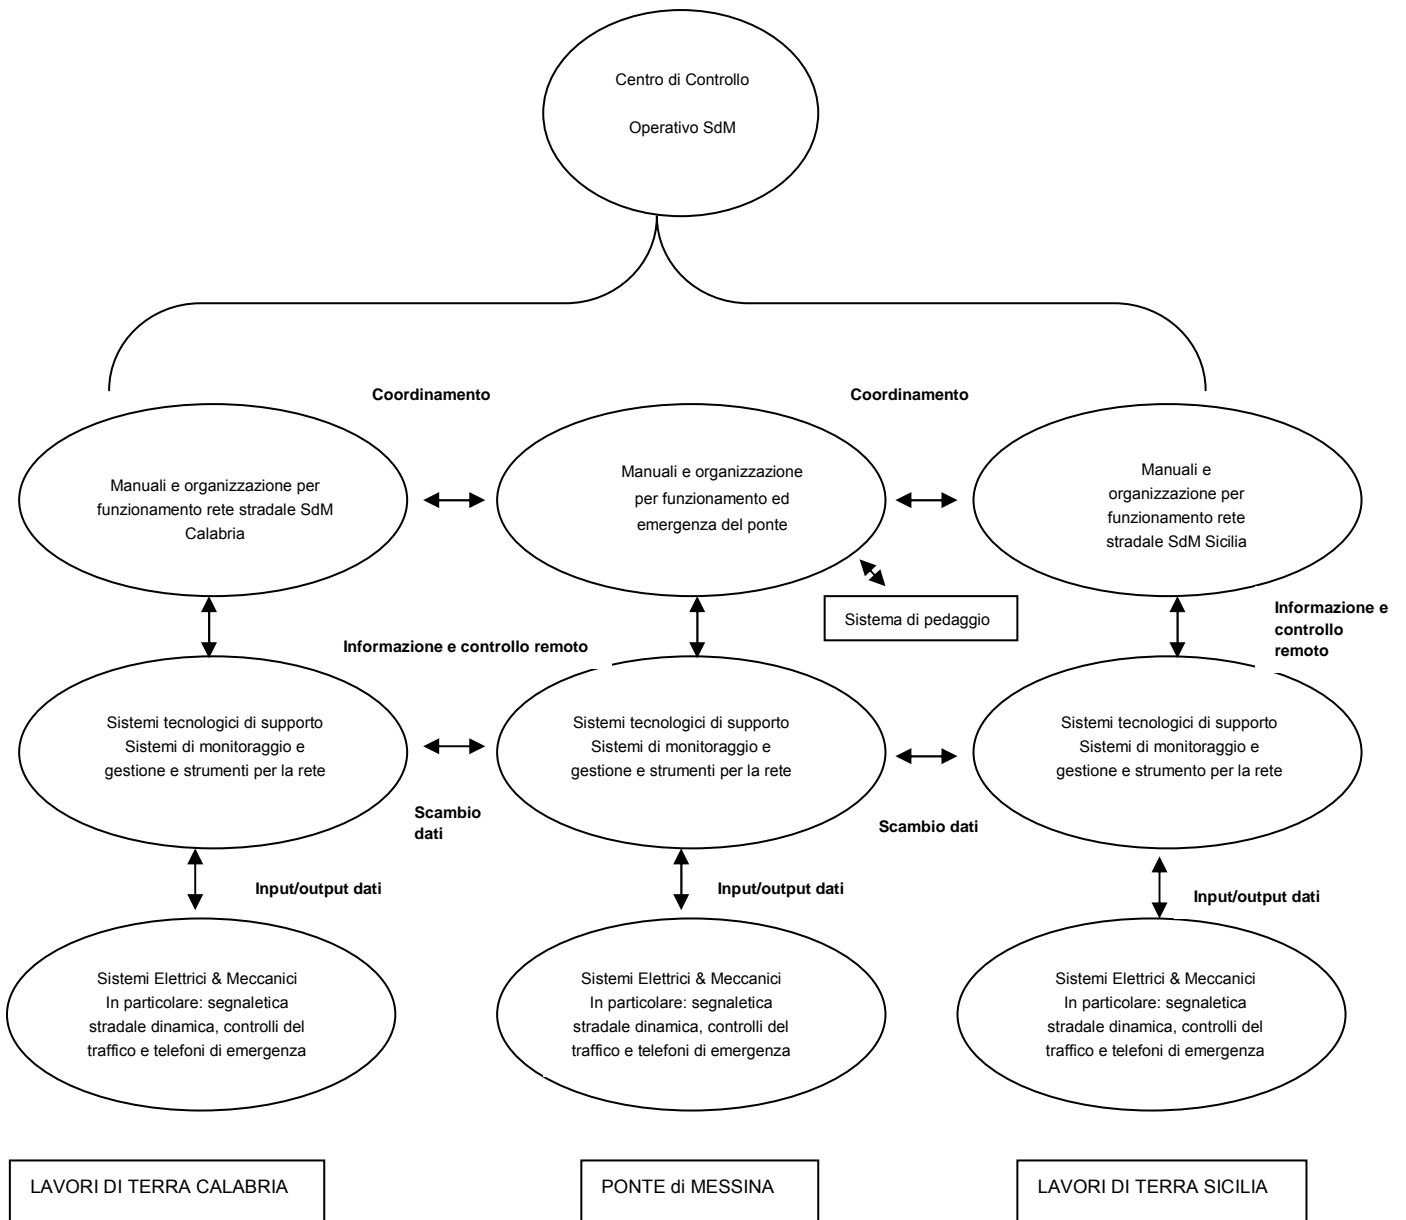 Centro di Controllo
Operativo SdM
Coordinamento
Coordinamento
Manuali e organizzazione per
funzionamento rete stradale SdM
Calabria
Manuali e organizzazione
per funzionamento ed
emergenza del ponte
Manuali e
organizzazione per
funzionamento rete
stradale SdM Sicilia
Sistema di pedaggio
Informazione e controllo remoto
Informazione e
controllo
remoto
Sistemi tecnologici di supporto
Sistemi di monitoraggio e
gestione e strumenti per la rete
Sistemi tecnologici di supporto
Sistemi di monitoraggio e
gestione e strumenti per la rete
Sistemi tecnologici di supporto
Sistemi di monitoraggio e
gestione e strumento per la rete
Scambio
dati
Scambio dati
Input/output dati
Input/output dati
Input/output dati
Sistemi Elettrici & Meccanici
In particolare: segnaletica
stradale dinamica, controlli del
traffico e telefoni di emergenza
Sistemi Elettrici & Meccanici
In particolare: segnaletica
stradale dinamica, controlli del
traffico e telefoni di emergenza
Sistemi Elettrici & Meccanici
In particolare: segnaletica
stradale dinamica, controlli del
traffico e telefoni di emergenza
LAVORI DI TERRA CALABRIA
PONTE di MESSINA
LAVORI DI TERRA SICILIA